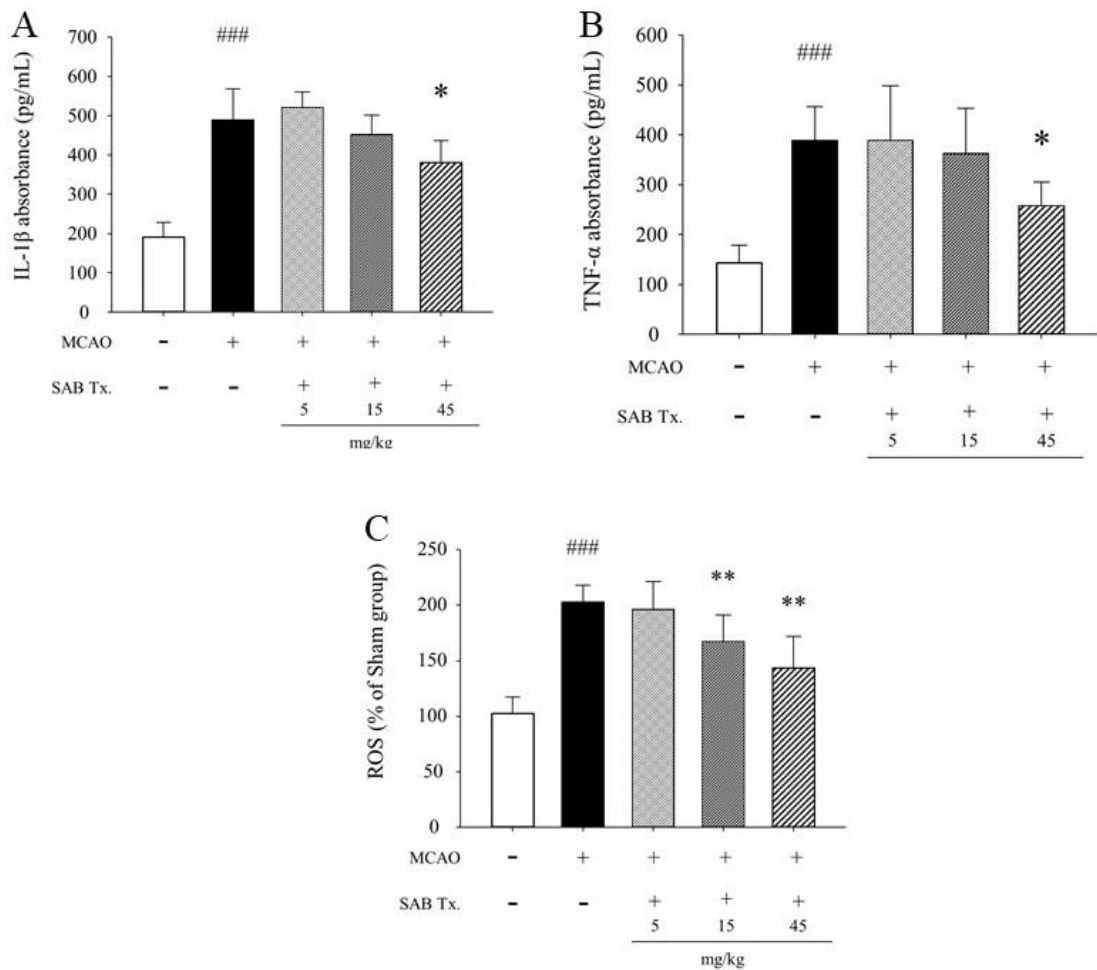 A
IL-1β absorbance (pg/mL)
700
600
500
400
300
200
100
0
###
*
MCAO - + + + +
SAB Tx. - - + + +
5 15 45
mg/kg
B
TNF-α absorbance (pg/mL)
600
500
400
300
200
100
0
###
*
MCAO - + + + +
SAB Tx. - - + + +
5 15 45
C
ROS (% of Sham group)
250
200
150
100
50
0
###
**
**
MCAO - + + + +
SAB Tx. - - + + +
5 15 45
mg/kg